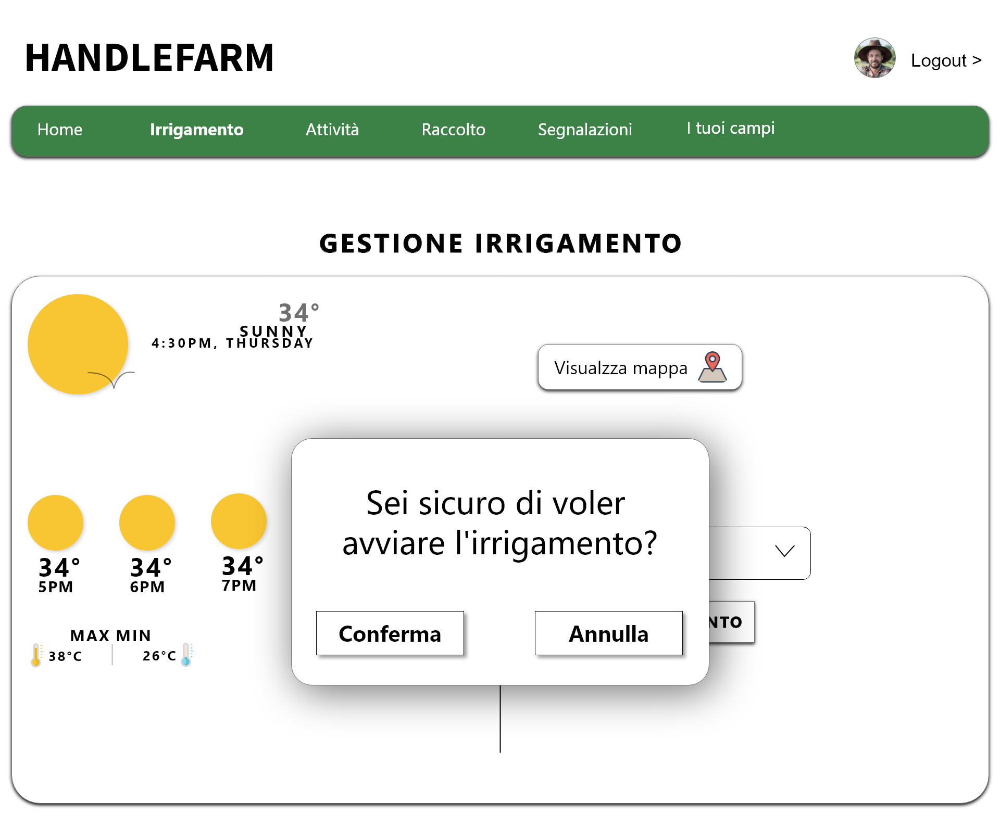 HANDLEFARM
Logout >
Home Irrigamento Attività Raccolto Segnalazioni I tuoi campi
GESTIONE IRRIGAMENTO
34°
SUNNY
4:30PM, THURSDAY
Visualzza mappa
Sei sicuro di voler
avviare l'irrigamento?
Conferma Annulla
34° 34° 34°
5PM 6PM 7PM
NTO
MAX MIN
38°C 26°C